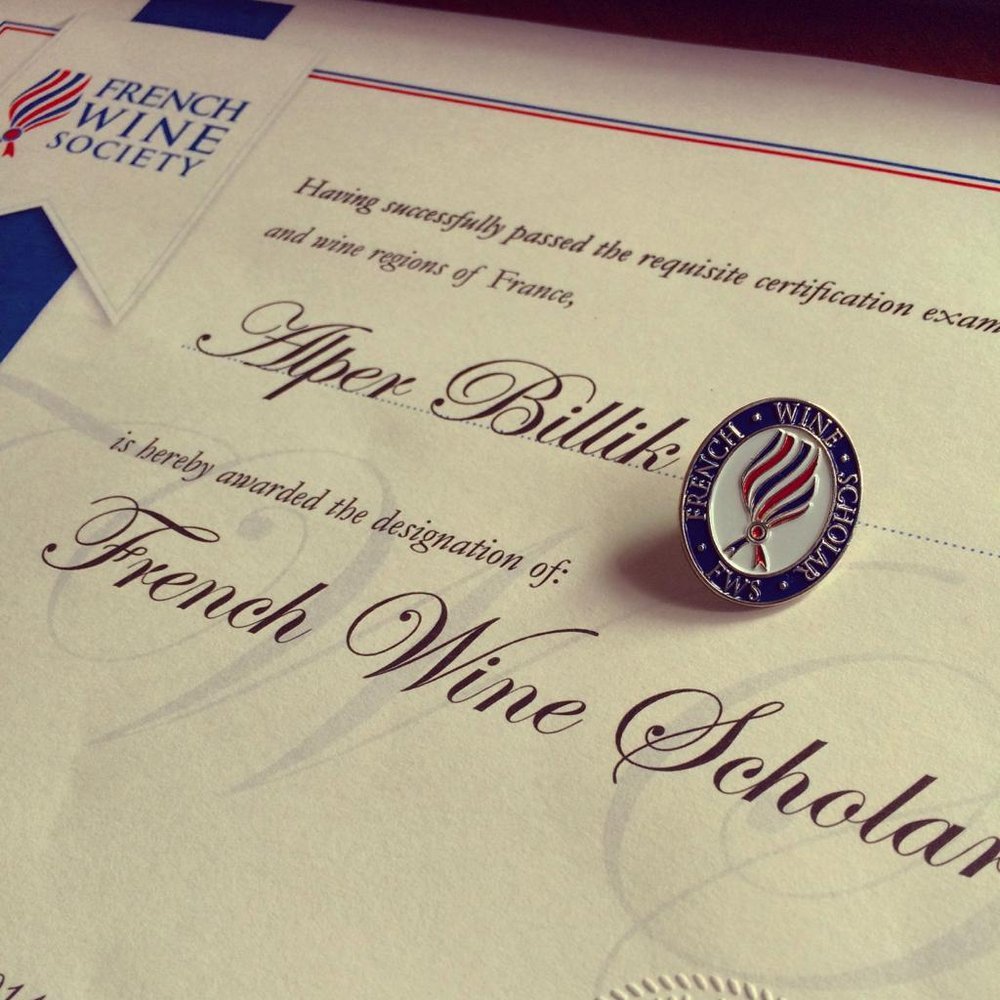 FRENCH
WINE
SOCIETY
Having successfully passed the requisite certification exam
and wine regions of France,
Alper Billik
is hereby awarded the designation of:
French Wine Scholar
FRENCH · WINE · SCHOLAR · FWS ·